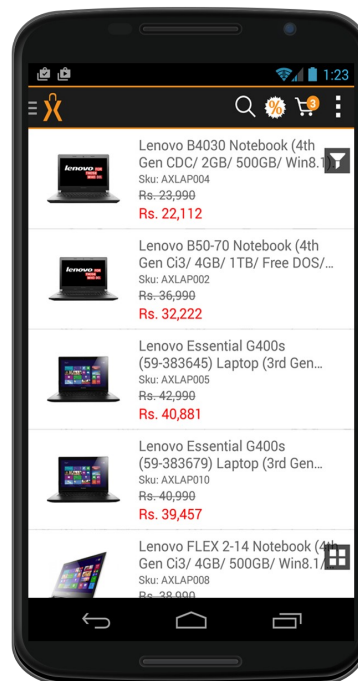 1:23
3
Lenovo B4030 Notebook (4th
Gen CDC/ 2GB/ 500GB/ Win8.1)...
Sku: AXLAP004
Rs. 23,990
Rs. 22,112
Lenovo B50-70 Notebook (4th
Gen Ci3/ 4GB/ 1TB/ Free DOS/...
Sku: AXLAP002
Rs. 36,990
Rs. 32,222
Lenovo Essential G400s
(59-383645) Laptop (3rd Gen...
Sku: AXLAP005
Rs. 42,990
Rs. 40,881
Lenovo Essential G400s
(59-383679) Laptop (3rd Gen...
Sku: AXLAP010
Rs. 40,990
Rs. 39,457
Lenovo FLEX 2-14 Notebook (4th
Gen Ci3/ 4GB/ 500GB/ Win8.1/
Sku: AXLAP008
Rs. 38,990